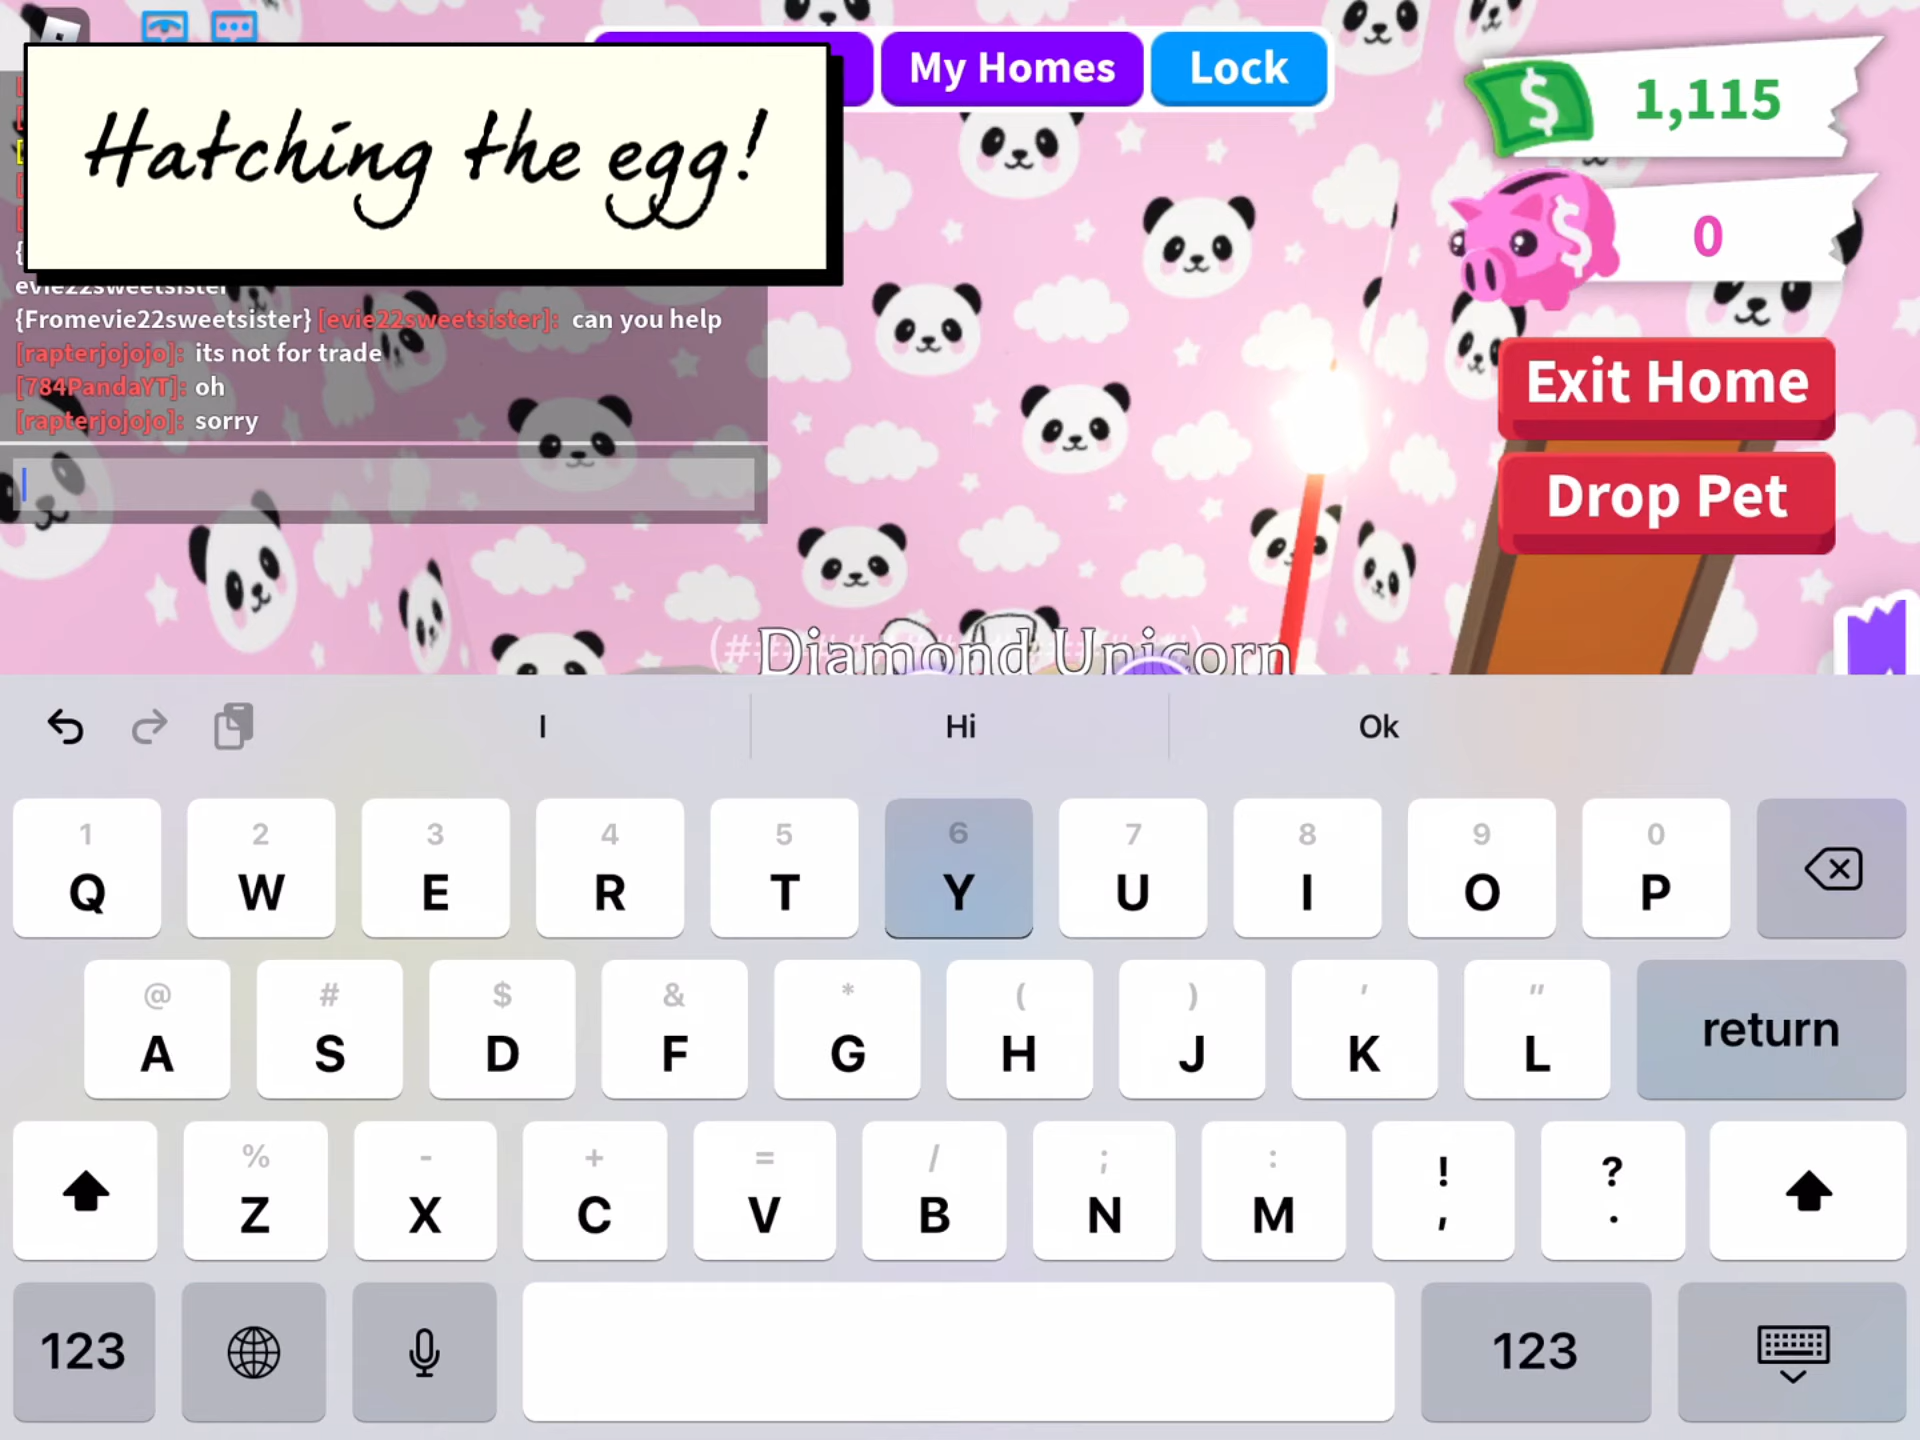 Hatching the egg!
My Homes
Lock
1,115
0
Exit Home
Drop Pet
evie22sweetsister
{Fromevie22sweetsister} [evie22sweetsister]: can you help
[rapterjojojo]: its not for trade
[784PandaYT]: oh
[rapterjojojo]: sorry
Diamond Unicorn
I Hi Ok
1 2 3 4 5 6 7 8 9 0
Q W E R T Y U I O P
@ # $ & * ( ) ' "
A S D F G H J K L return
% - + = / ; : ! ?
Z X C V B N M , .
123 123